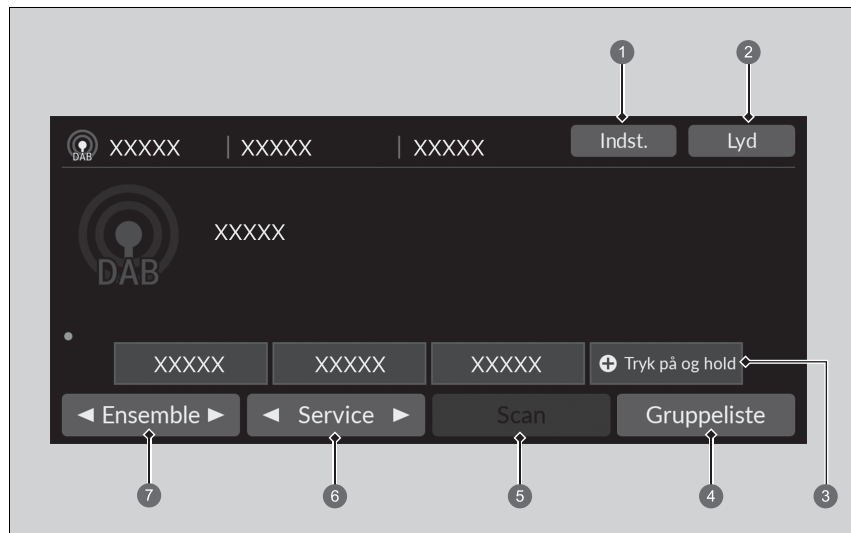 1 2
DAB XXXXX | XXXXX | XXXXX Indst. Lyd
DAB XXXXX
XXXXX XXXXX XXXXX Tryk på og hold
◄ Ensemble ► ◄ Service ► Scan Gruppeliste
7 6 5 4 3